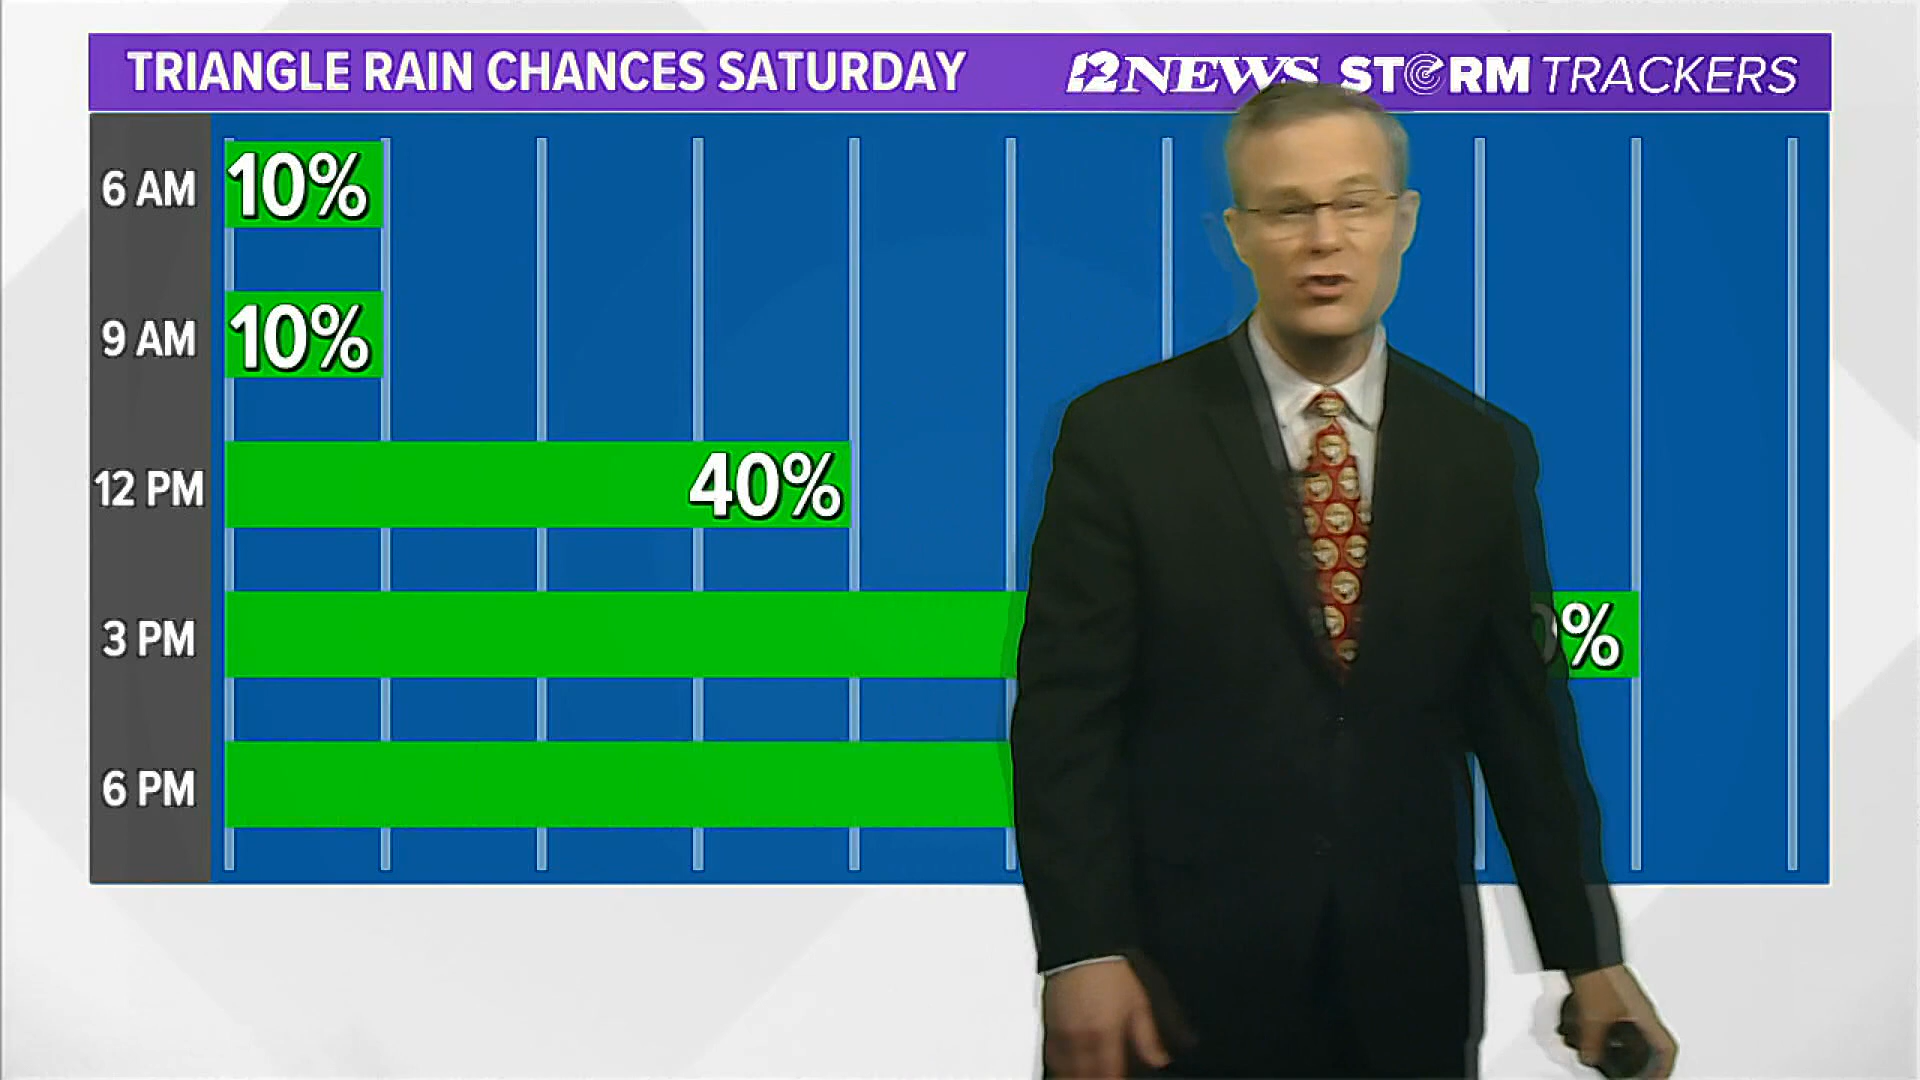 TRIANGLE RAIN CHANCES SATURDAY
12NEWS STORM TRACKERS
6 AM 10%
9 AM 10%
12 PM 40%
3 PM 0%
6 PM